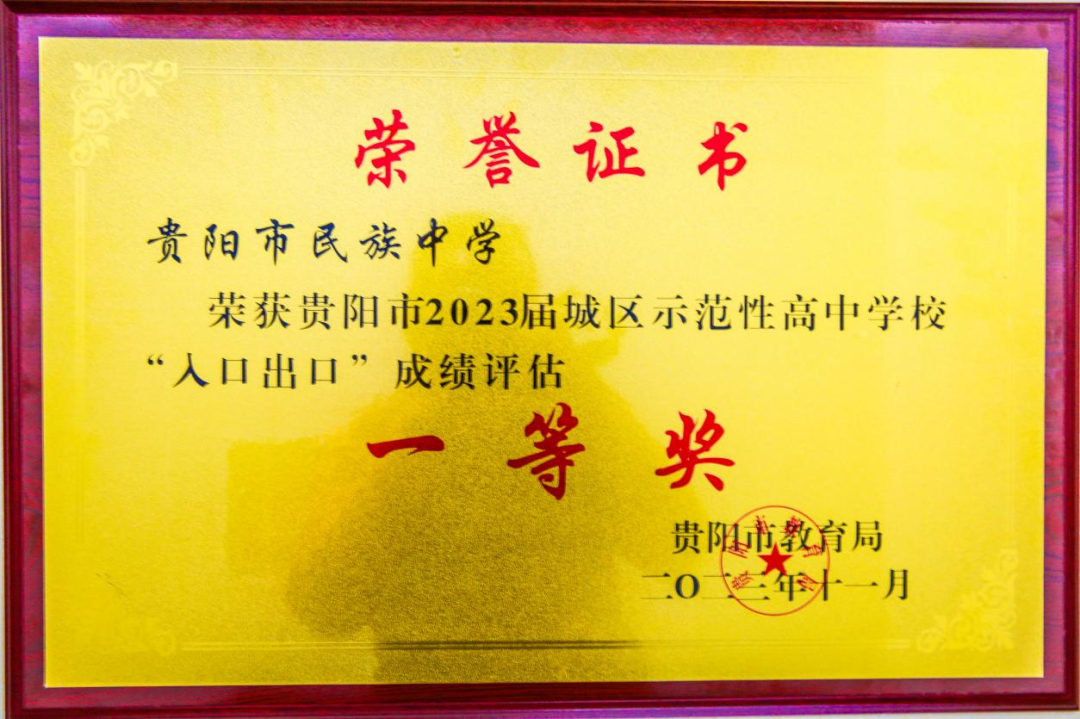 荣誉证书
贵阳市民族中学
荣获贵阳市2023届城区示范性高中学校
“入口出口”成绩评估
一等奖
贵阳市教育局
二〇二三年十一月